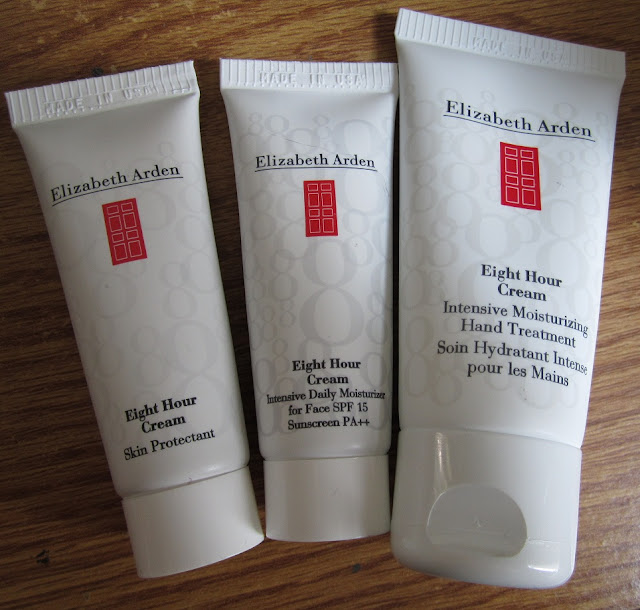 MADE IN USA
Elizabeth Arden
Eight Hour
Cream
Skin Protectant
MADE IN USA
Elizabeth Arden
8
Eight Hour
Cream
Intensive Daily Moisturizer
for Face SPF 15
Sunscreen PA++
MADE IN USA
Elizabeth Arden
Eight Hour
Cream
Intensive Moisturizing
Hand Treatment
Soin Hydratant Intense
pour les Mains